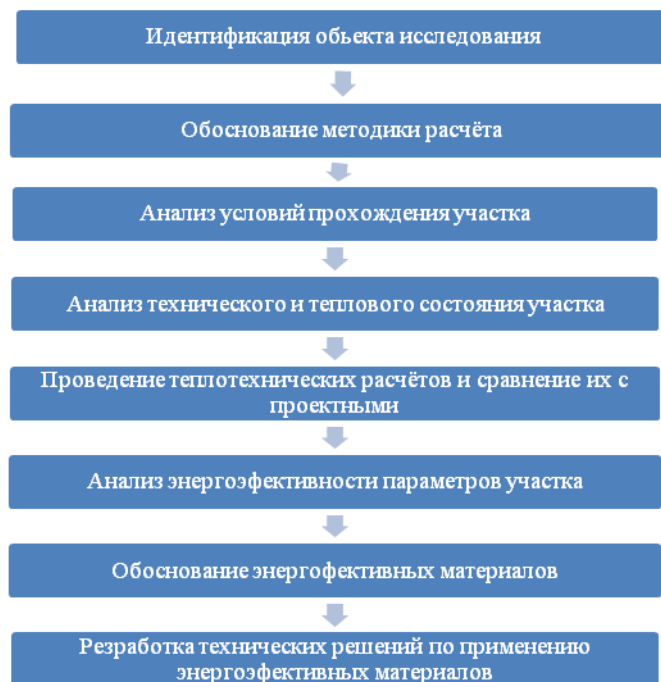 Идентификация обьекта исследования
Обоснование методики расчёта
Анализ условий прохождения участка
Анализ технического и теплового состояния участка
Проведение теплотехнических расчётов и сравнение их с
проектными
Анализ энергоэфективности параметров участка
Обоснование энергофективных материалов
Резработка технических решений по применению
энергоэфективных материалов